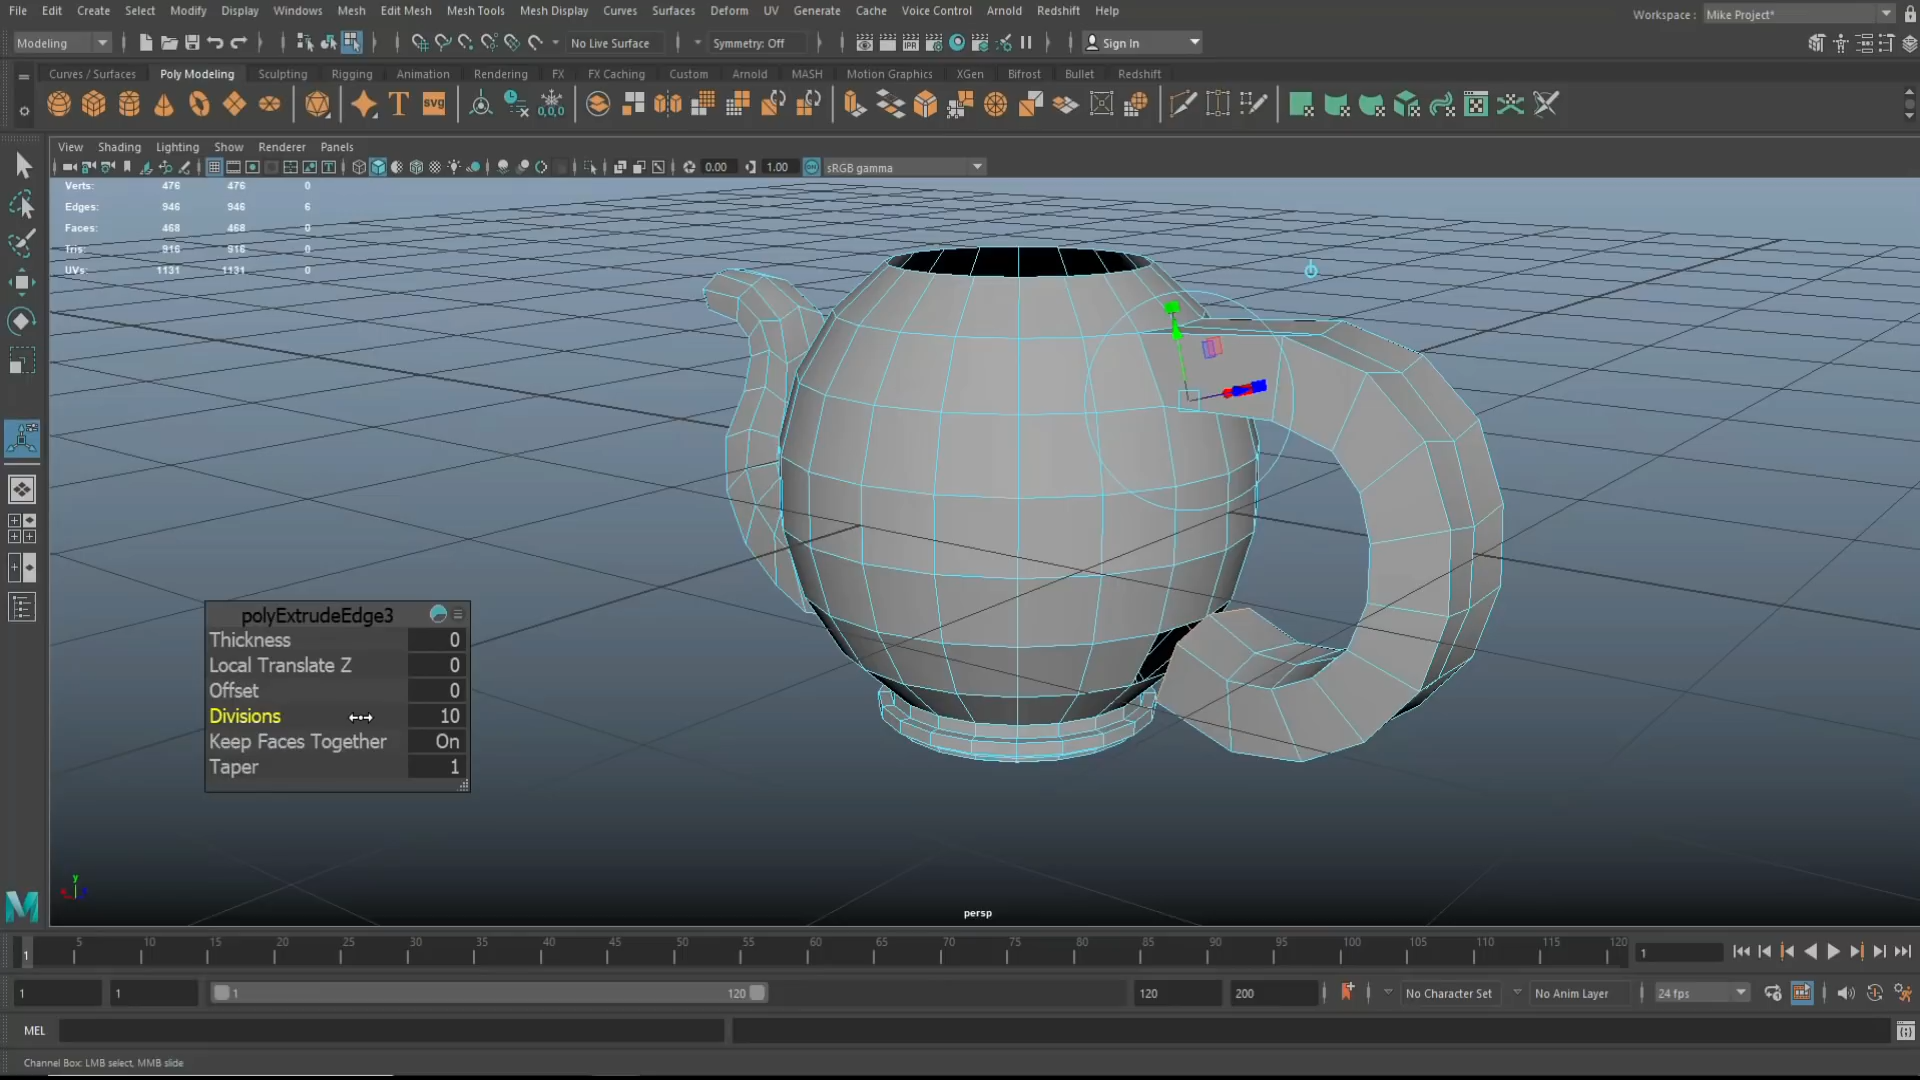 File Edit Create Select Modify Display Windows Mesh Edit Mesh Mesh Tools Mesh Display Curves Surfaces Deform UV Generate Cache Voice Control Arnold Redshift Help
Workspace : Mike Project*
Modeling No Live Surface Symmetry: Off IPR Sign In
Curves / Surfaces Poly Modeling Sculpting Rigging Animation Rendering FX FX Caching Custom Arnold MASH Motion Graphics XGen Bifrost Bullet Redshift
T svg 0,0,0
View Shading Lighting Show Renderer Panels
0.00 1.00 sRGB gamma
Verts: 476 476 0
Edges: 946 946 6
Faces: 468 468 0
Tris: 916 916 0
UVs: 1131 1131 0
polyExtrudeEdge3
Thickness 0
Local Translate Z 0
Offset 0
Divisions 10
Keep Faces Together On
Taper 1
y
persp
1 5 10 15 20 25 30 35 40 45 50 55 60 65 70 75 80 85 90 95 100 105 110 115 120 1
1 1 1 120 120 200 No Character Set No Anim Layer 24 fps
MEL
Channel Box: LMB select, MMB slide